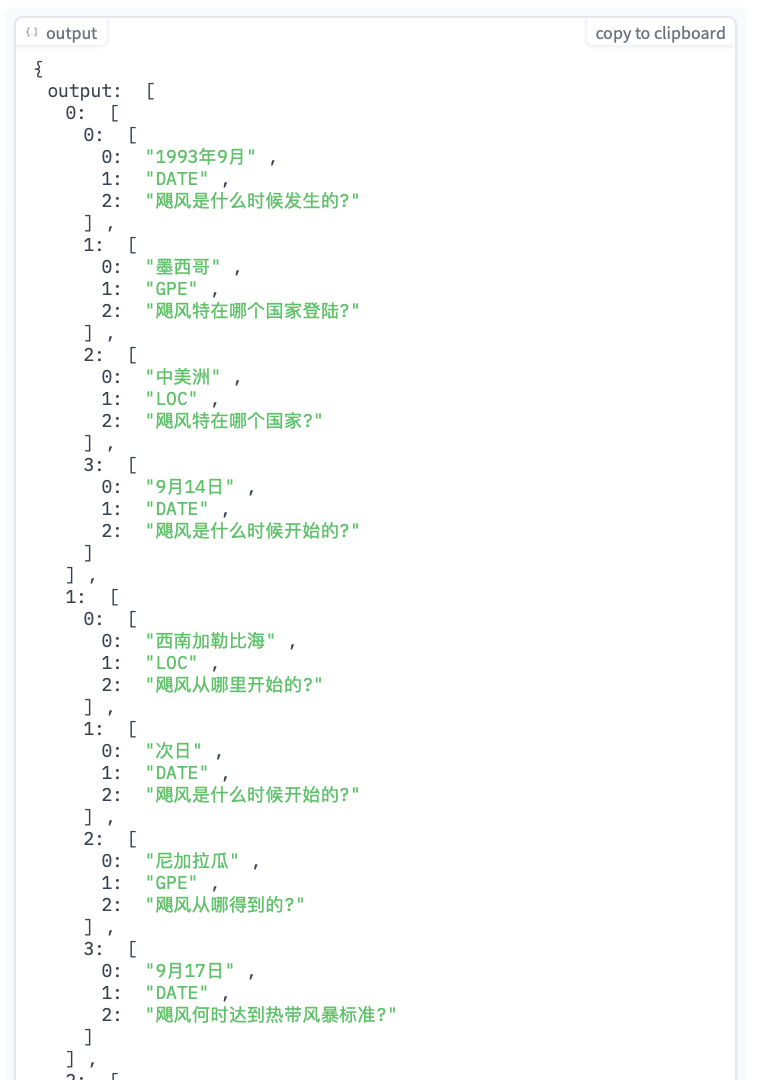 {} output
copy to clipboard
{
output: [
0: [
0: [
0: "1993年9月" ,
1: "DATE" ,
2: "飓风是什么时候发生的?"
] ,
1: [
0: "墨西哥" ,
1: "GPE" ,
2: "飓风特在哪个国家登陆?"
] ,
2: [
0: "中美洲" ,
1: "LOC" ,
2: "飓风特在哪个国家?"
] ,
3: [
0: "9月14日" ,
1: "DATE" ,
2: "飓风是什么时候开始的?"
]
] ,
1: [
0: [
0: "西南加勒比海" ,
1: "LOC" ,
2: "飓风从哪里开始的?"
] ,
1: [
0: "次日" ,
1: "DATE" ,
2: "飓风是什么时候开始的?"
] ,
2: [
0: "尼加拉瓜" ,
1: "GPE" ,
2: "飓风从哪得到的?"
] ,
3: [
0: "9月17日" ,
1: "DATE" ,
2: "飓风何时达到热带风暴标准?"
]
] ,
2: [